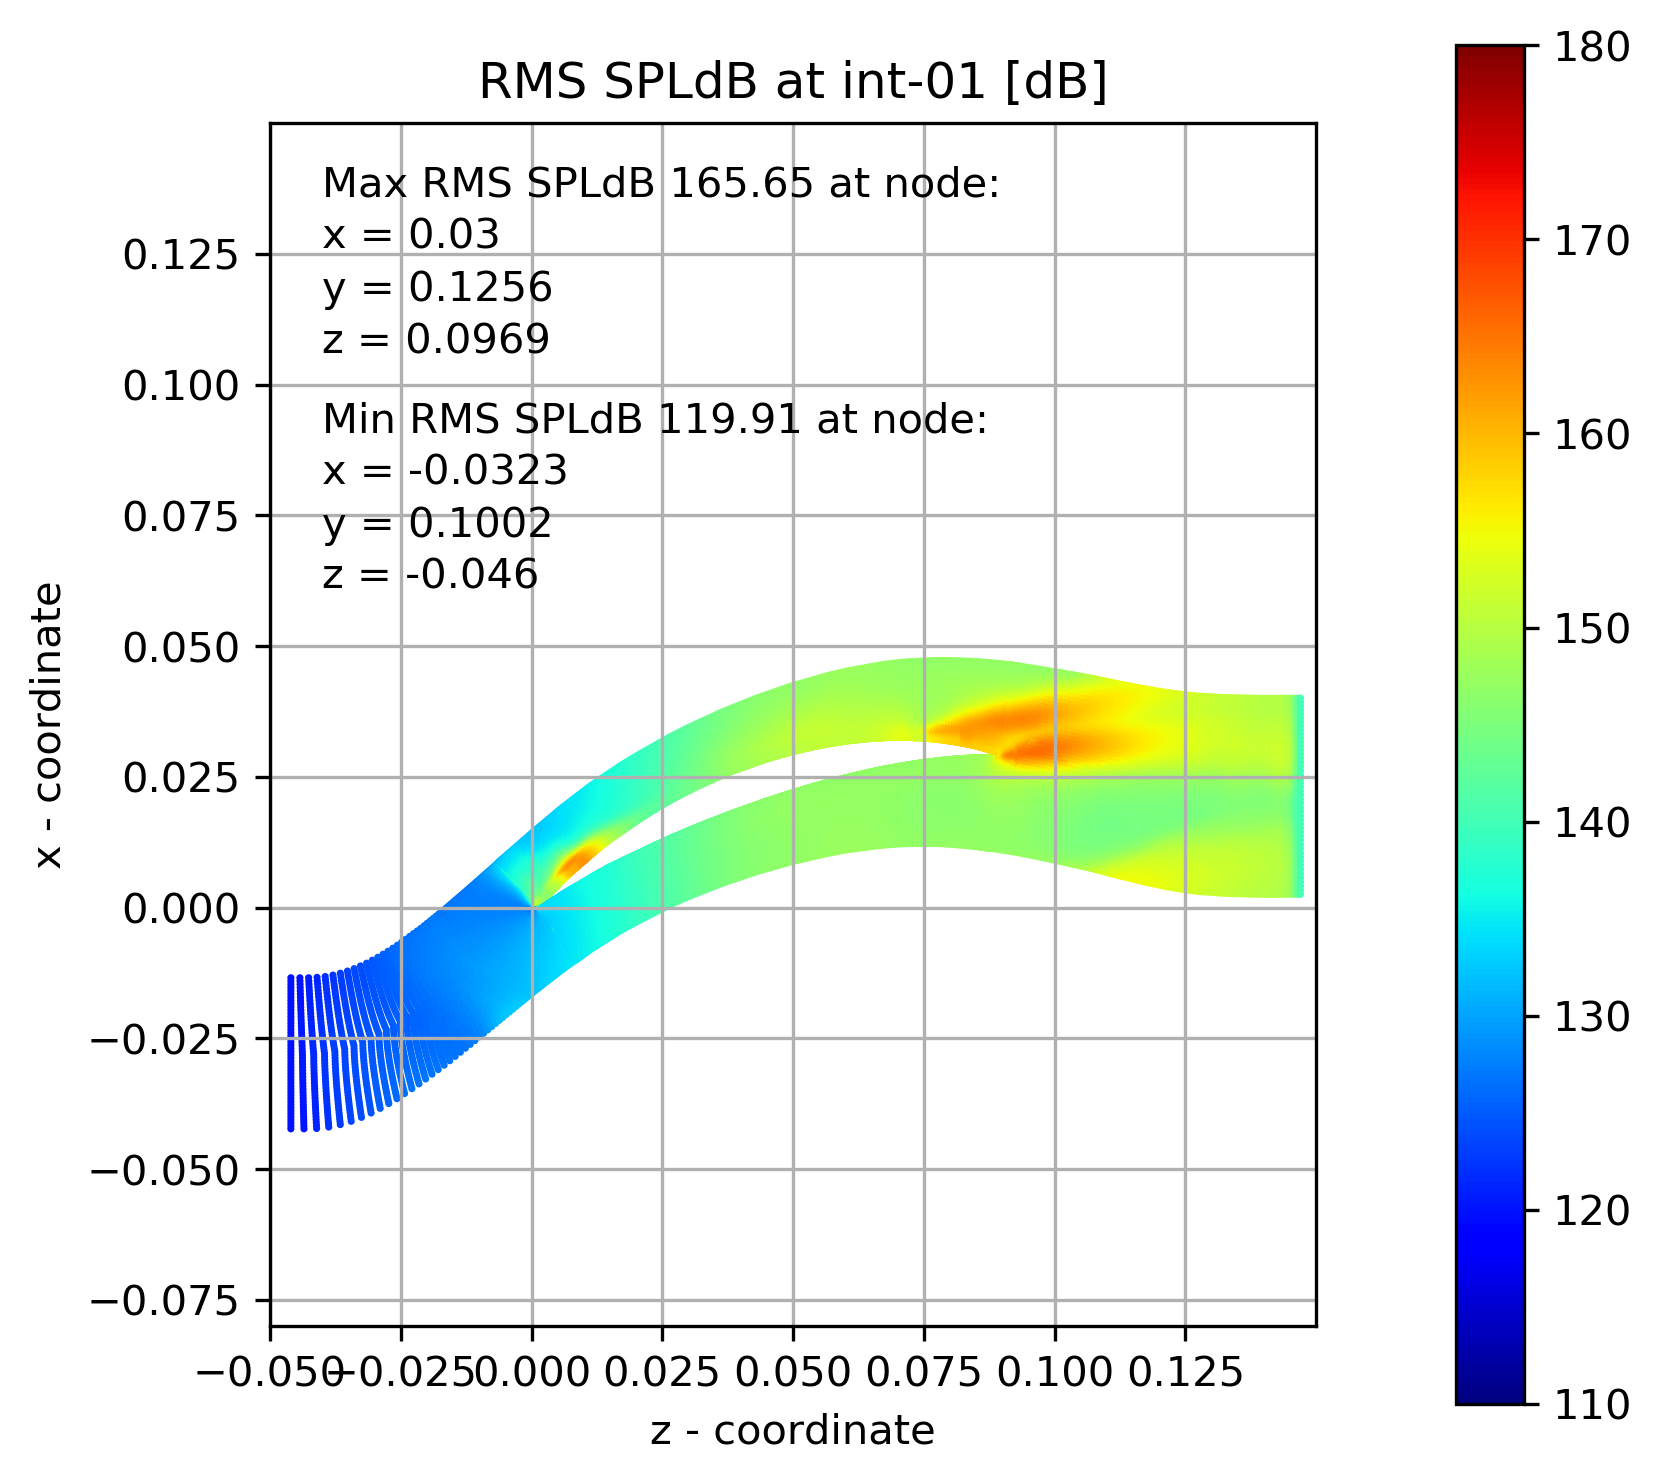 RMS SPLdB at int-01 [dB]
Max RMS SPLdB 165.65 at node:
x = 0.03
y = 0.1256
z = 0.0969
Min RMS SPLdB 119.91 at node:
x = -0.0323
y = 0.1002
z = -0.046
x - coordinate
0.125
0.100
0.075
0.050
0.025
0.000
−0.025
−0.050
−0.075
−0.050 −0.025 0.000 0.025 0.050 0.075 0.100 0.125
z - coordinate
180
170
160
150
140
130
120
110